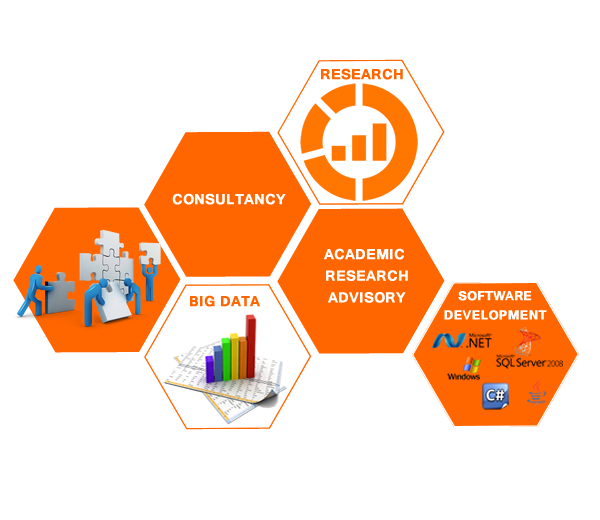 RESEARCH
CONSULTANCY
ACADEMIC
RESEARCH
ADVISORY
BIG DATA
SOFTWARE
DEVELOPMENT
Microsoft
.NET
Microsoft
SQL Server 2008
Windows
C#